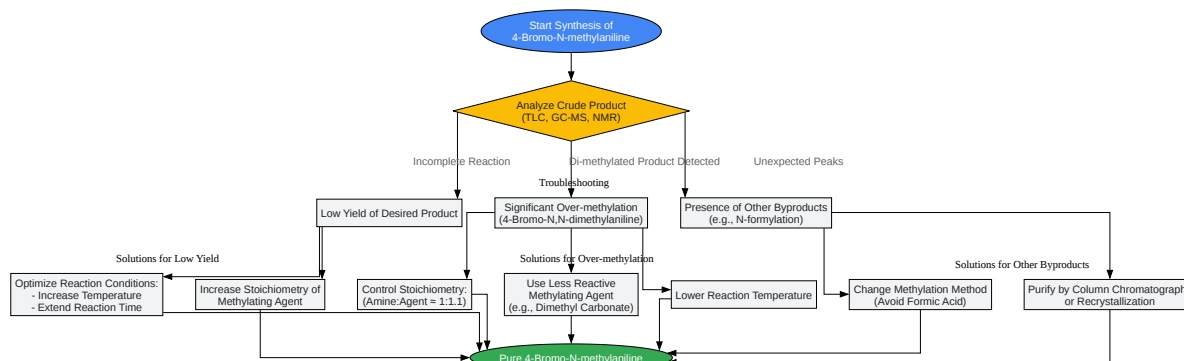 Start Synthesis of
4-Bromo-N-methylaniline
Analyze Crude Product
(TLC, GC-MS, NMR)
Incomplete Reaction
Di-methylated Product Detected
Unexpected Peaks
Troubleshooting
Low Yield of Desired Product
Significant Over-methylation
(4-Bromo-N,N-dimethylaniline)
Presence of Other Byproducts
(e.g., N-formylation)
Solutions for Low Yield
Solutions for Over-methylation
Solutions for Other Byproducts
Optimize Reaction Conditions:
- Increase Temperature
- Extend Reaction Time
Increase Stoichiometry of
Methylating Agent
Control Stoichiometry:
(Amine:Agent ≈ 1:1.1)
Use Less Reactive
Methylating Agent
(e.g., Dimethyl Carbonate)
Lower Reaction Temperature
Change Methylation Method
(Avoid Formic Acid)
Purify by Column Chromatograph
or Recrystallization
Pure 4-Bromo-N-methylaniline